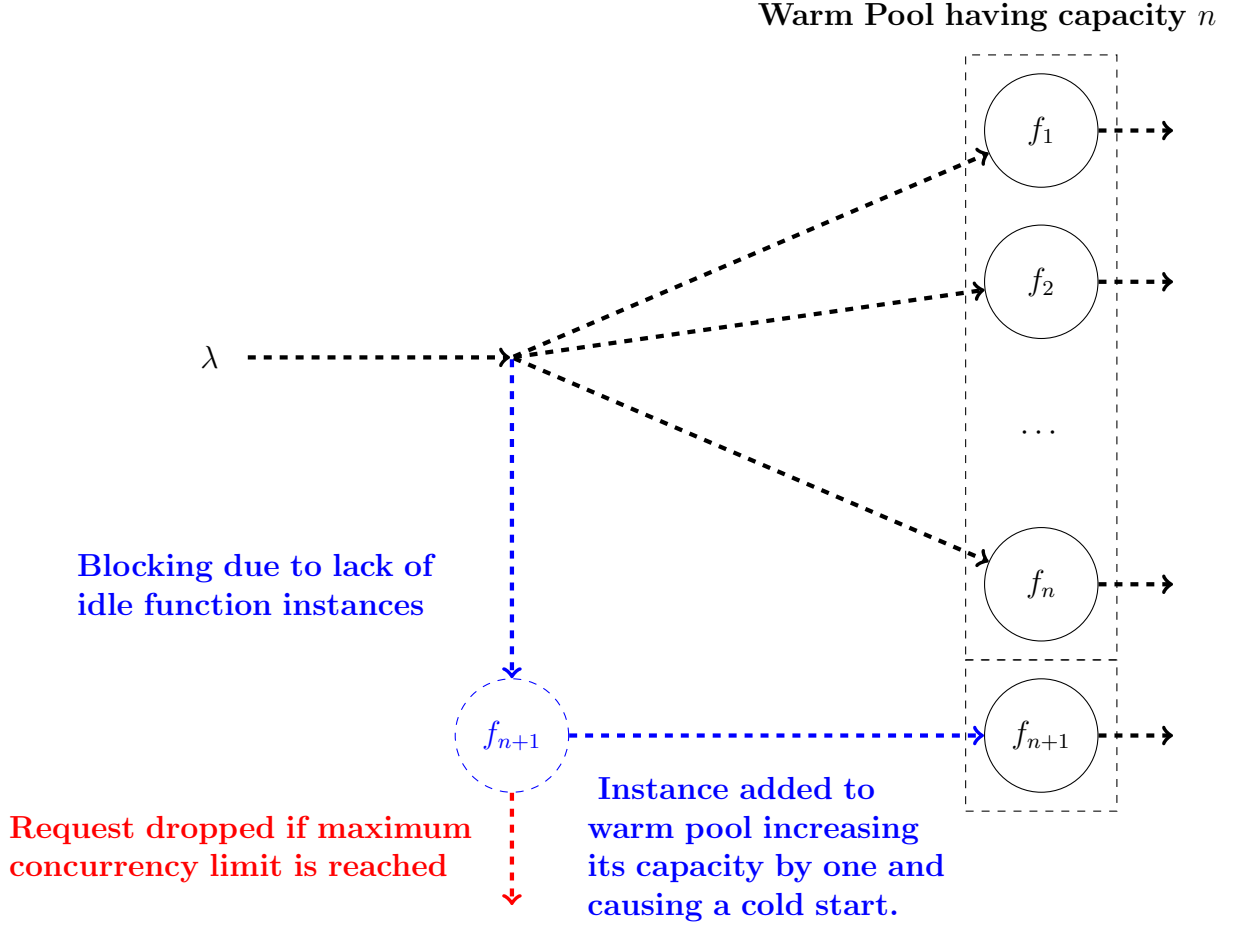 Warm Pool having capacity n
f₁
f₂
λ
...
Blocking due to lack of
idle function instances
fₙ
fₙ₊₁
fₙ₊₁
Instance added to
warm pool increasing
its capacity by one and
causing a cold start.
Request dropped if maximum
concurrency limit is reached